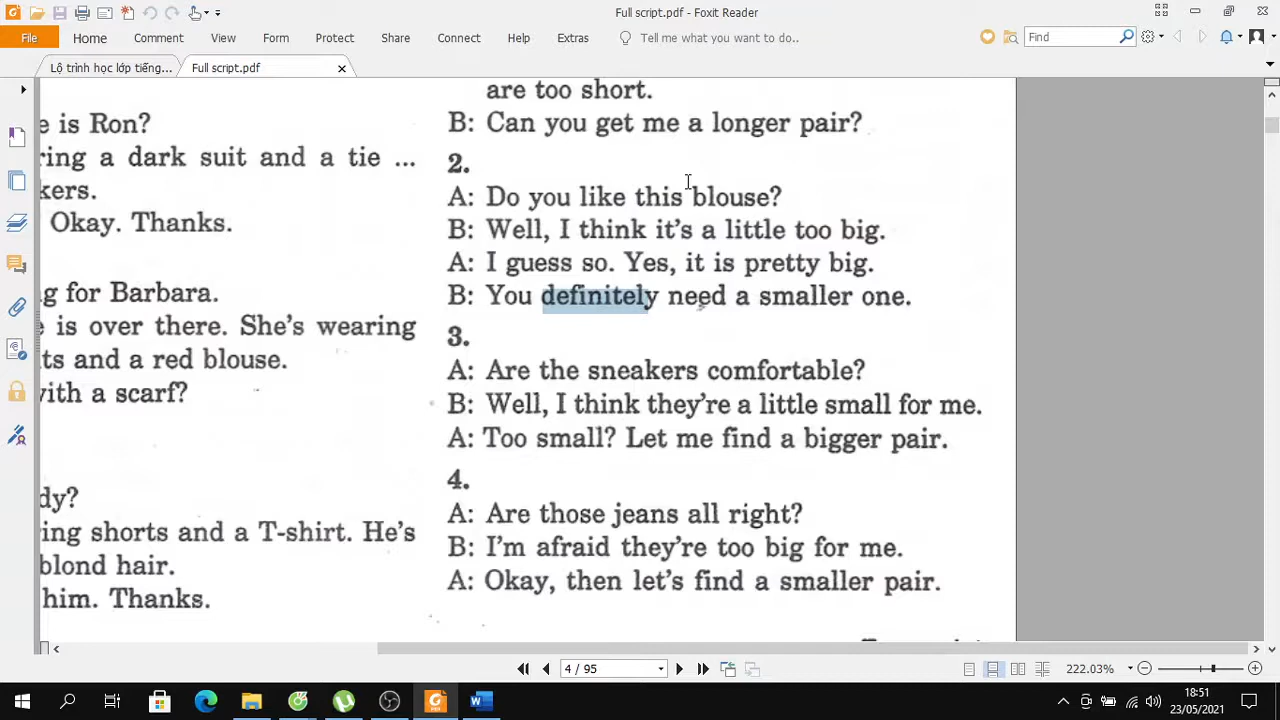 Full script.pdf - Foxit Reader
File Home Comment View Form Protect Share Connect Help Extras Tell me what you want to do.. Find
Lộ trình học lớp tiếng... Full script.pdf
e is Ron?
ring a dark suit and a tie ...
kers.
Okay. Thanks.
g for Barbara.
e is over there. She's wearing
ts and a red blouse.
with a scarf?
dy?
ring shorts and a T-shirt. He's
blond hair.
him. Thanks.
are too short.
B: Can you get me a longer pair?
2.
A: Do you like this blouse?
B: Well, I think it's a little too big.
A: I guess so. Yes, it is pretty big.
B: You definitely need a smaller one.
3.
A: Are the sneakers comfortable?
B: Well, I think they're a little small for me.
A: Too small? Let me find a bigger pair.
4.
A: Are those jeans all right?
B: I'm afraid they're too big for me.
A: Okay, then let's find a smaller pair.
4 / 95
222.03%
18:51
23/05/2021